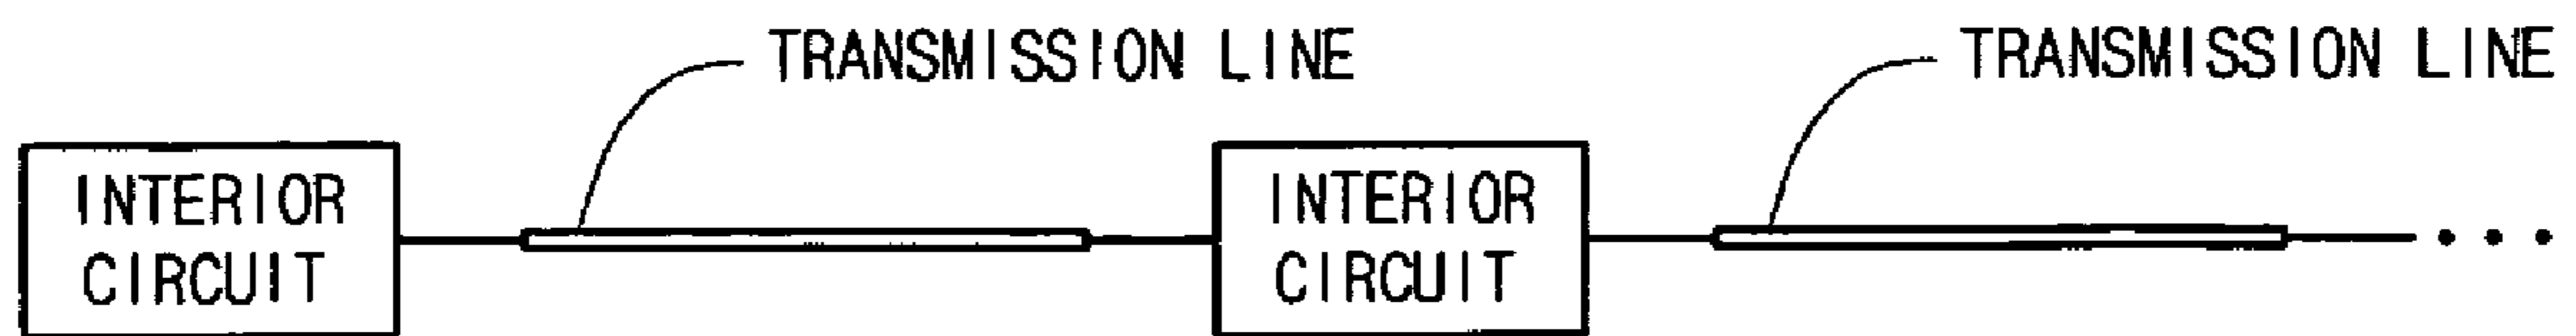 TRANSMISSION LINE
TRANSMISSION LINE
INTERIOR
CIRCUIT
INTERIOR
CIRCUIT